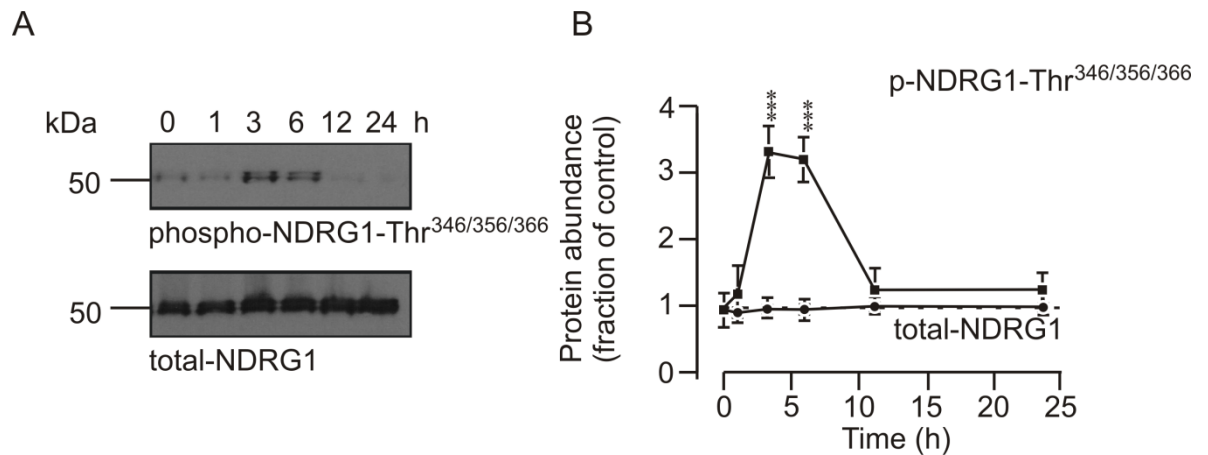 A
kDa 0 1 3 6 12 24 h
50
phospho-NDRG1-Thr346/356/366
50
total-NDRG1
B
p-NDRG1-Thr346/356/366
Protein abundance
(fraction of control)
4
3
2
1
0
***
***
total-NDRG1
0 5 10 15 20 25
Time (h)